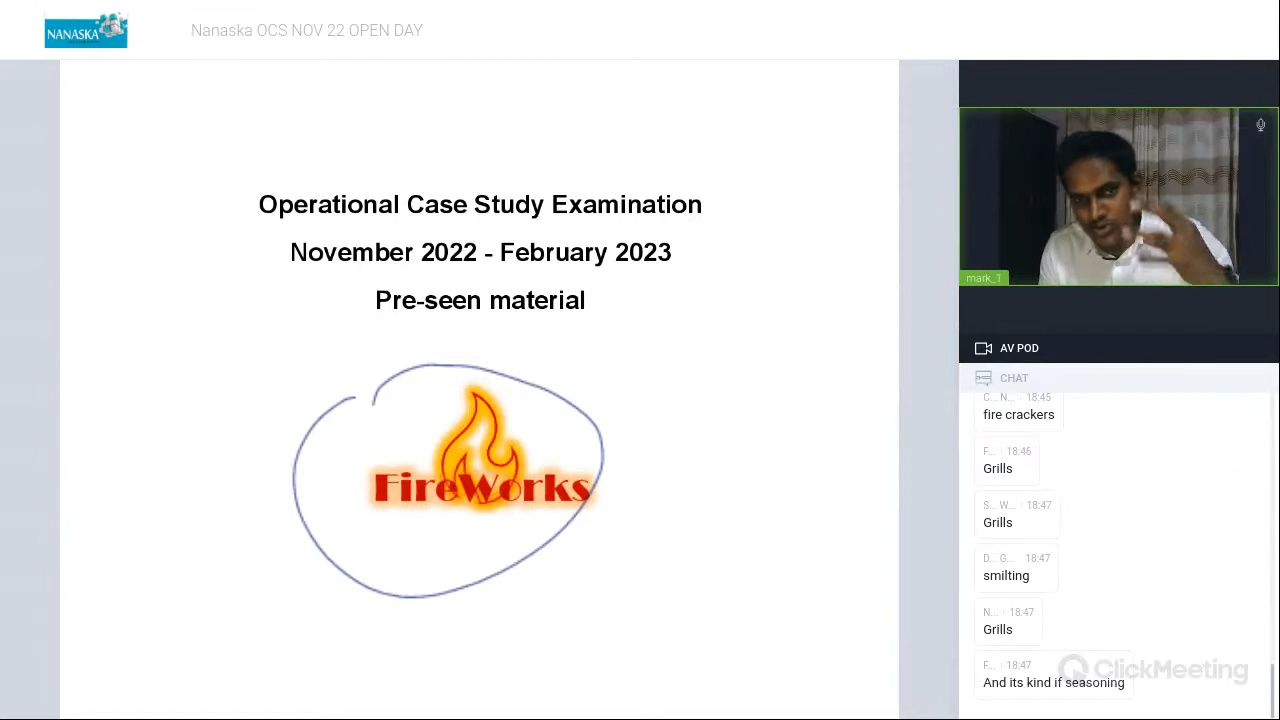 NANASKA
Nanaska OCS NOV 22 OPEN DAY
Operational Case Study Examination
November 2022 - February 2023
Pre-seen material
FireWorks
mark_T
AV POD
CHAT
C... N... 18:45
fire crackers
F... 18:46
Grills
S... W... 18:47
Grills
D... G... 18:47
smilting
N... 18:47
Grills
F... 18:47
And its kind if seasoning
ClickMeeting